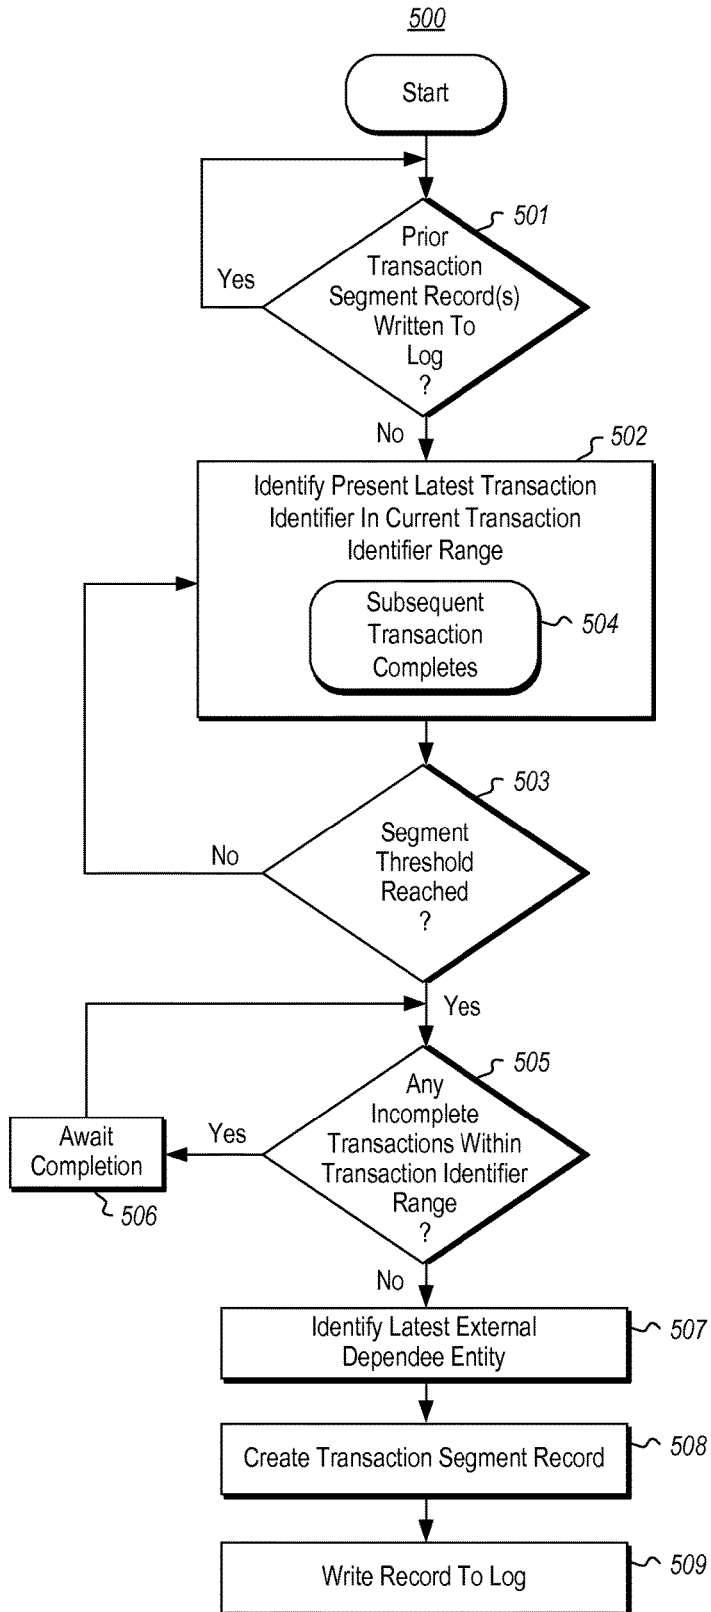 500
Start
501
Prior
Transaction
Segment Record(s)
Written To
Log
?
Yes
No
502
Identify Present Latest Transaction
Identifier In Current Transaction
Identifier Range
Subsequent
Transaction
Completes
504
503
Segment
Threshold
Reached
?
No
Yes
505
Any
Incomplete
Transactions Within
Transaction Identifier
Range
?
Yes
Await
Completion
506
No
Identify Latest External
Dependee Entity
507
Create Transaction Segment Record
508
Write Record To Log
509